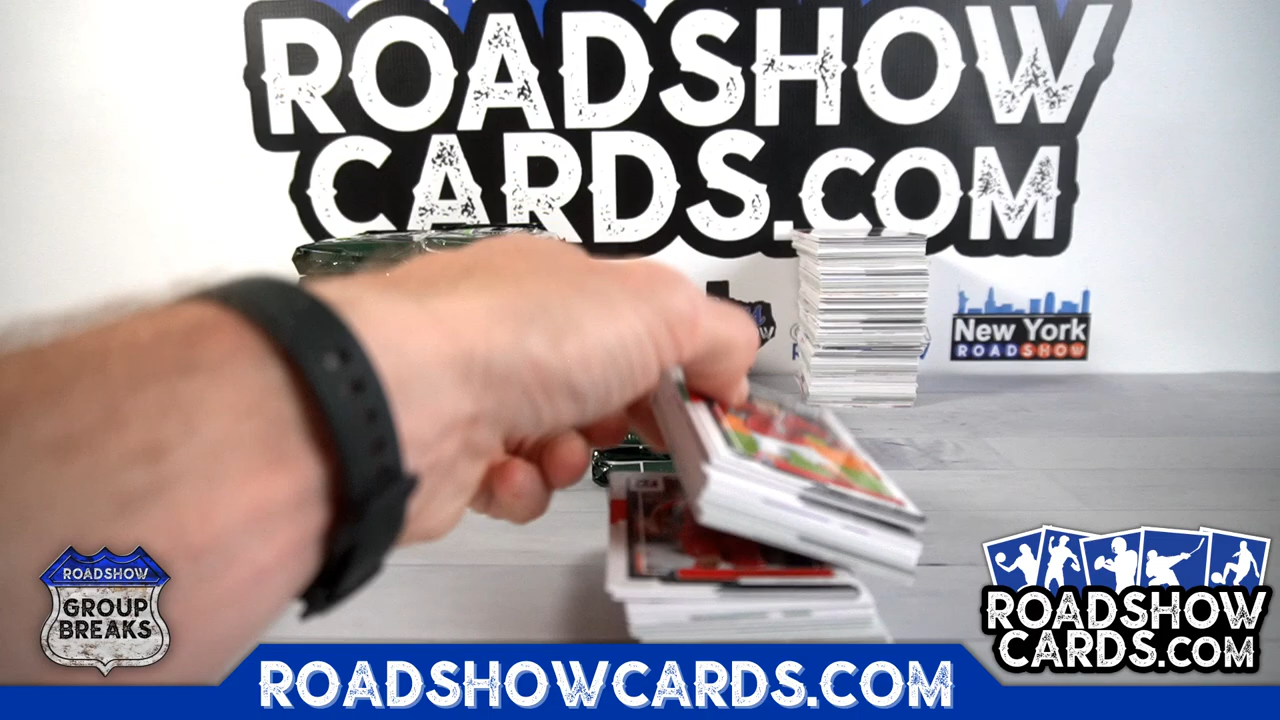 ROADSHOW
CARDS.COM
New York
ROADSHOW
ROADSHOW
GROUP
BREAKS
ROADSHOW
CARDS.COM
ROADSHOWCARDS.COM